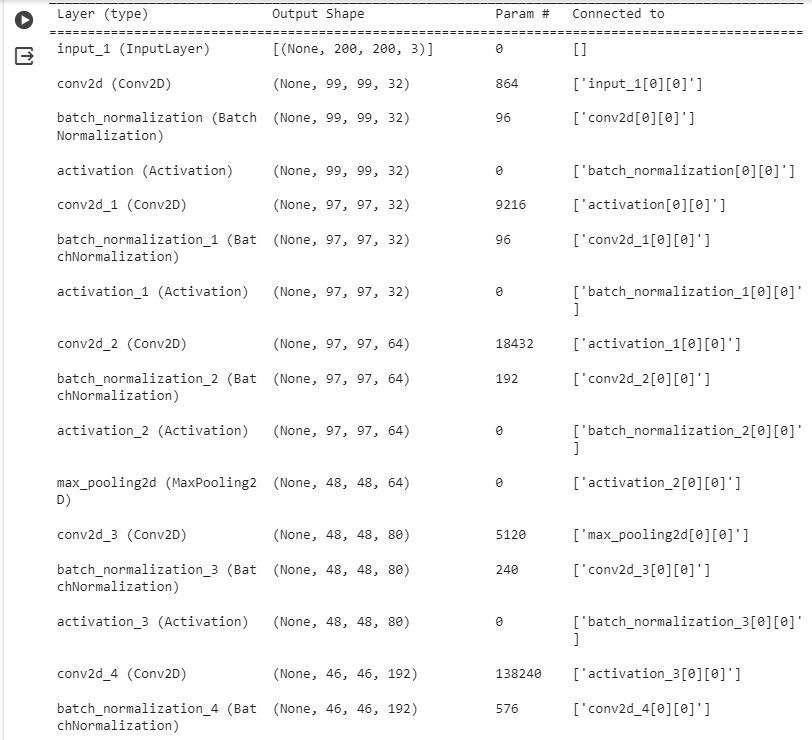 Layer (type) Output Shape Param # Connected to
==================================================================================================
input_1 (InputLayer) [(None, 200, 200, 3)] 0 []
conv2d (Conv2D) (None, 99, 99, 32) 864 ['input_1[0][0]']
batch_normalization (Batch (None, 99, 99, 32) 96 ['conv2d[0][0]']
Normalization)
activation (Activation) (None, 99, 99, 32) 0 ['batch_normalization[0][0]']
conv2d_1 (Conv2D) (None, 97, 97, 32) 9216 ['activation[0][0]']
batch_normalization_1 (Bat (None, 97, 97, 32) 96 ['conv2d_1[0][0]']
chNormalization)
activation_1 (Activation) (None, 97, 97, 32) 0 ['batch_normalization_1[0][0]'
]
conv2d_2 (Conv2D) (None, 97, 97, 64) 18432 ['activation_1[0][0]']
batch_normalization_2 (Bat (None, 97, 97, 64) 192 ['conv2d_2[0][0]']
chNormalization)
activation_2 (Activation) (None, 97, 97, 64) 0 ['batch_normalization_2[0][0]'
]
max_pooling2d (MaxPooling2 (None, 48, 48, 64) 0 ['activation_2[0][0]']
D)
conv2d_3 (Conv2D) (None, 48, 48, 80) 5120 ['max_pooling2d[0][0]']
batch_normalization_3 (Bat (None, 48, 48, 80) 240 ['conv2d_3[0][0]']
chNormalization)
activation_3 (Activation) (None, 48, 48, 80) 0 ['batch_normalization_3[0][0]'
]
conv2d_4 (Conv2D) (None, 46, 46, 192) 138240 ['activation_3[0][0]']
batch_normalization_4 (Bat (None, 46, 46, 192) 576 ['conv2d_4[0][0]']
chNormalization)